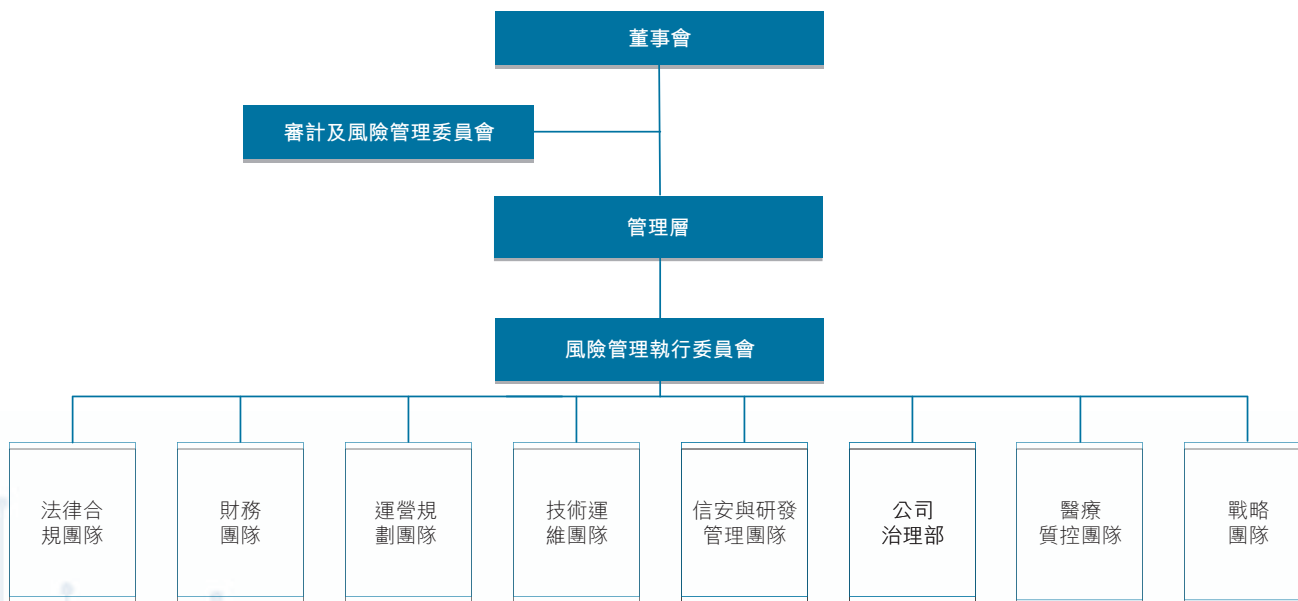 董事會
審計及風險管理委員會
管理層
風險管理執行委員會
法律合
規團隊
財務
團隊
運營規
劃團隊
技術運
維團隊
信安與研發
管理團隊
公司
治理部
醫療
質控團隊
戰略
團隊